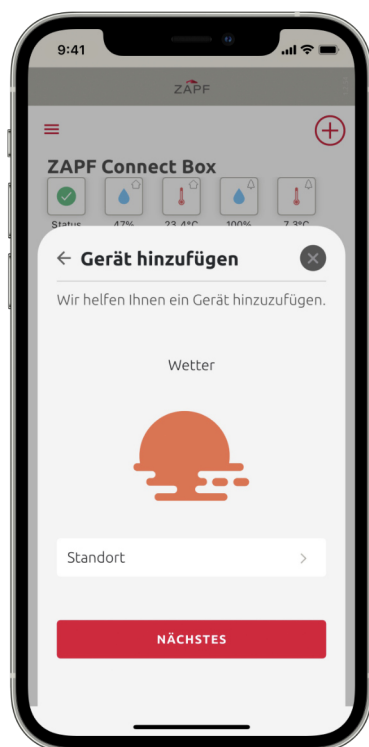 9:41
ZAPF
ZAPF Connect Box
Status 47% 23,4°C 100% 7,3°C
Gerät hinzufügen
Wir helfen Ihnen ein Gerät hinzuzufügen.
Wetter
Standort
NÄCHSTES